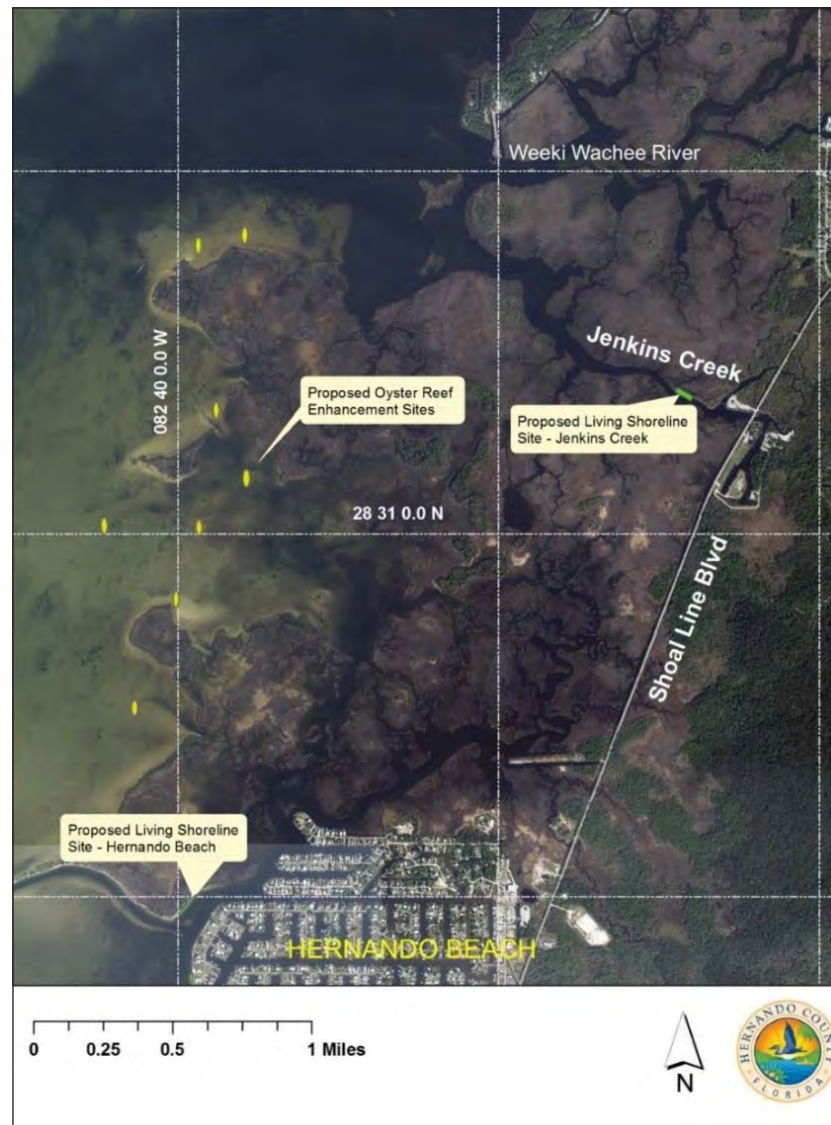 Weeki Wachee River
082 40 0.0 W
Jenkins Creek
Proposed Oyster Reef
Enhancement Sites
Proposed Living Shoreline
Site - Jenkins Creek
28 31 0.0 N
Shoal Line Blvd
Proposed Living Shoreline
Site - Hernando Beach
HERNANDO BEACH
0 0.25 0.5 1 Miles
N
HERNANDO COUNTY
FLORIDA